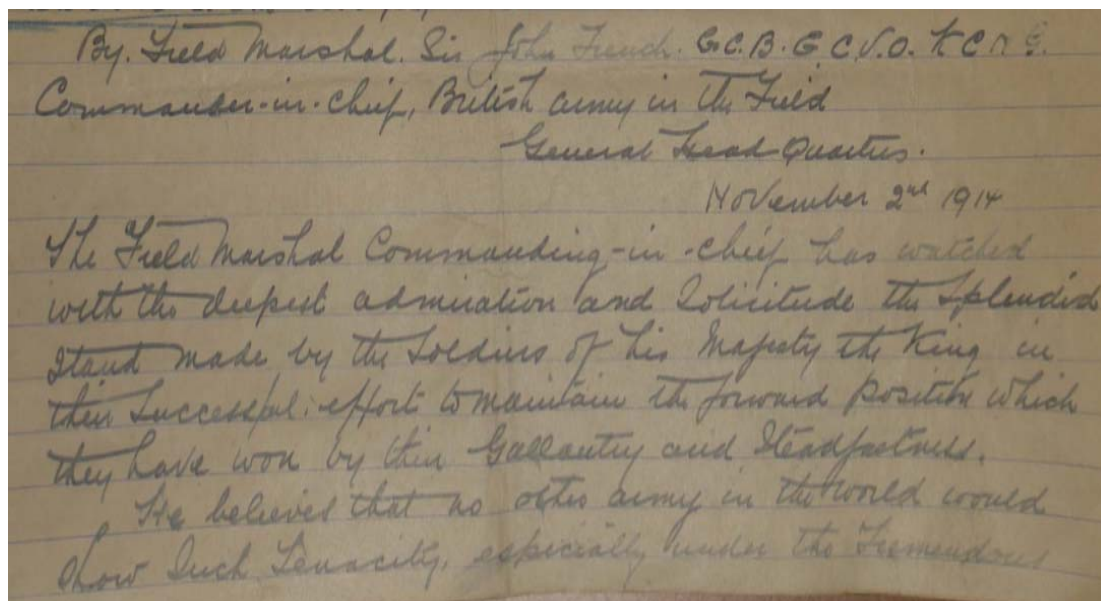 By. Field Marshal. Sir John French. G.C.B. G.C.V.O. K C M G.
Commander-in-chief, British army in the Field
General Head Quarters.
November 2nd 1914
The Field Marshal Commanding-in-chief has watched
with the deepest admiration and Solicitude the Splendid
Stand made by the Soldiers of his Majesty the King in
their Successful effort to maintain the forward position which
they have won by their Gallantry and Steadfastness.
He believes that no other army in the world would
show Such Tenacity, especially under the Tremendous